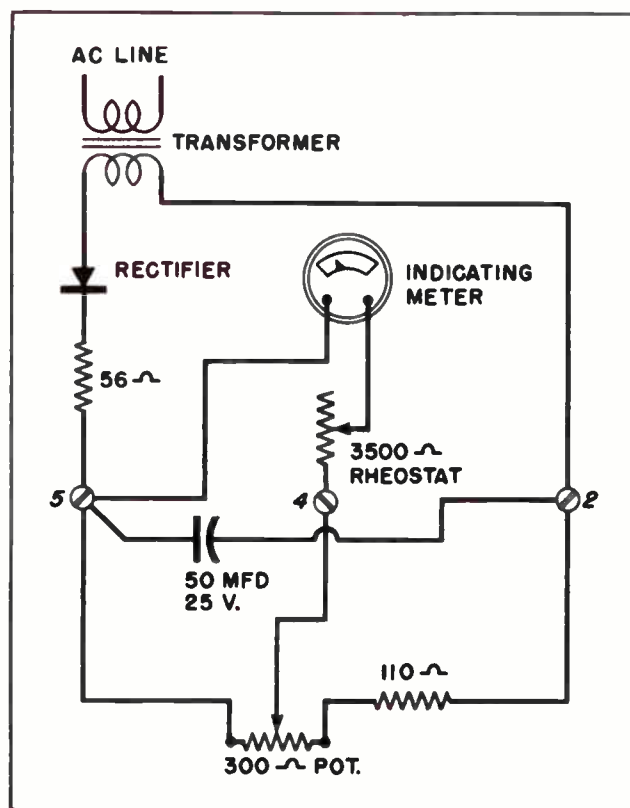 AC LINE
TRANSFORMER
RECTIFIER
INDICATING
METER
56 Ω
3500 Ω
RHEOSTAT
5
4
2
50 MFD
25 V.
110 Ω
300 Ω POT.